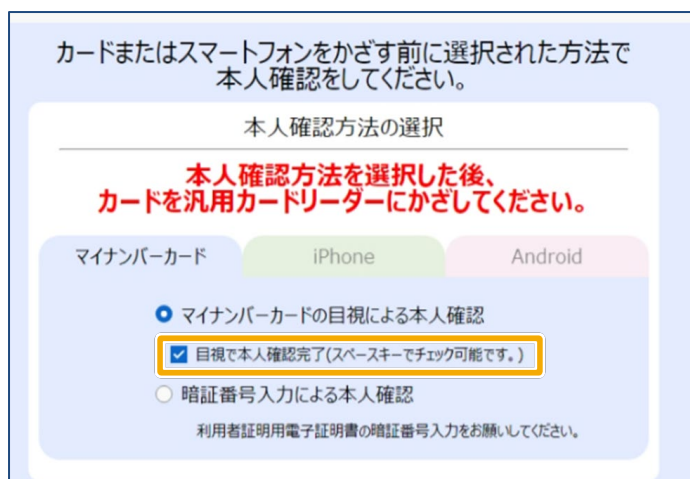 カードまたはスマートフォンをかざす前に選択された方法で
本人確認をしてください。
本人確認方法の選択
本人確認方法を選択した後、
カードを汎用カードリーダーにかざしてください。
マイナンバーカード
iPhone
Android
マイナンバーカードの目視による本人確認
目視で本人確認完了(スペースキーでチェック可能です。)
暗証番号入力による本人確認
利用者証明用電子証明書の暗証番号入力をお願いしてください。